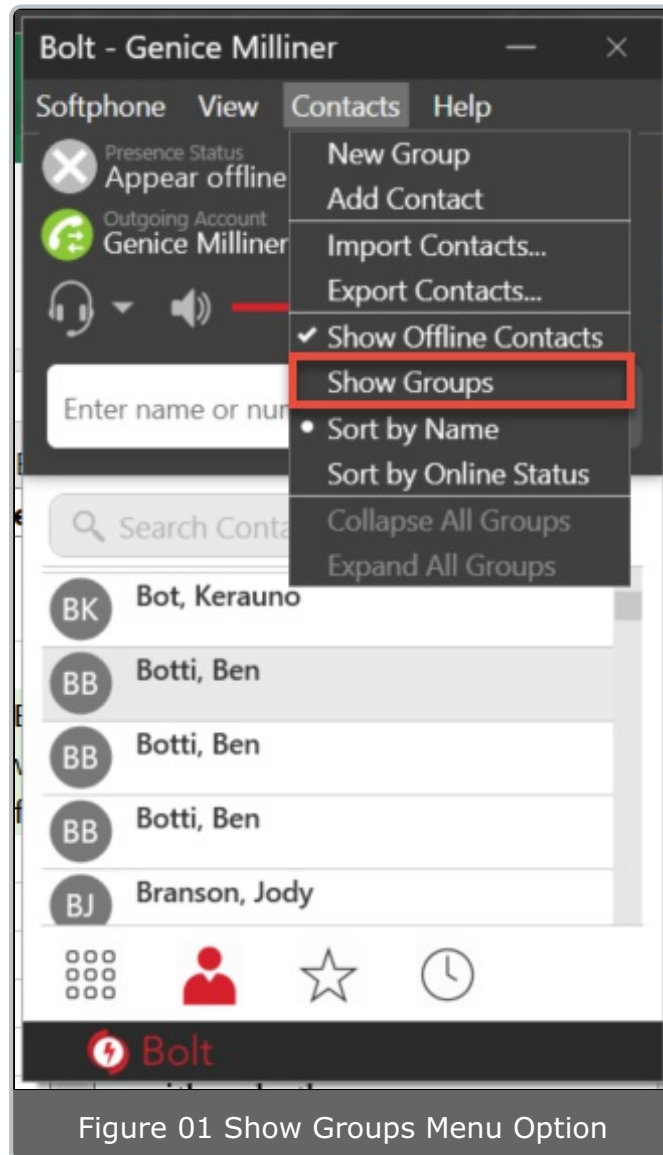 Bolt - Genice Milliner
Softphone View Contacts Help
Presence Status
Appear offline
Outgoing Account
Genice Milliner
New Group
Add Contact
Import Contacts...
Export Contacts...
Show Offline Contacts
Show Groups
Sort by Name
Sort by Online Status
Collapse All Groups
Expand All Groups
Enter name or nu
Search Conta
BK Bot, Kerauno
BB Botti, Ben
BB Botti, Ben
BB Botti, Ben
BJ Branson, Jody
Bolt
Figure 01 Show Groups Menu Option